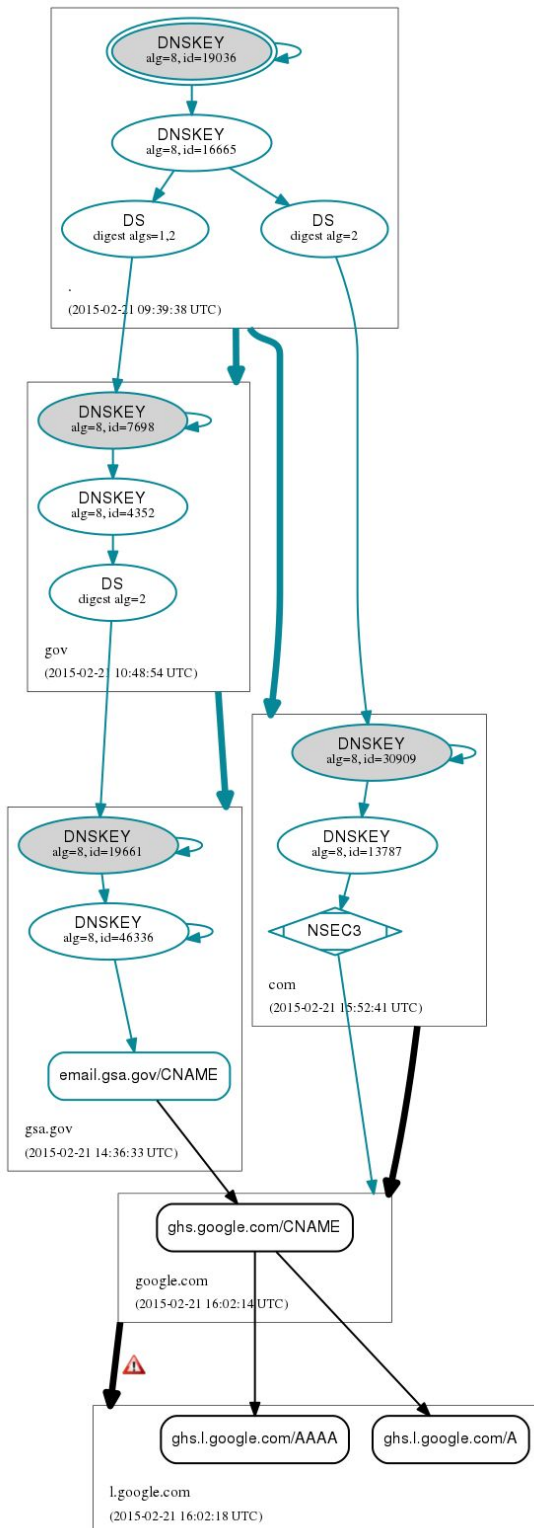 DNSKEY
alg=8, id=19036
DNSKEY
alg=8, id=16665
DS
digest algs=1,2
DS
digest alg=2
.
(2015-02-21 09:39:38 UTC)
DNSKEY
alg=8, id=7698
DNSKEY
alg=8, id=4352
DS
digest alg=2
gov
(2015-02-21 10:48:54 UTC)
DNSKEY
alg=8, id=30909
DNSKEY
alg=8, id=13787
NSEC3
com
(2015-02-21 15:52:41 UTC)
DNSKEY
alg=8, id=19661
DNSKEY
alg=8, id=46336
email.gsa.gov/CNAME
gsa.gov
(2015-02-21 14:36:33 UTC)
ghs.google.com/CNAME
google.com
(2015-02-21 16:02:14 UTC)
ghs.l.google.com/AAAA
ghs.l.google.com/A
l.google.com
(2015-02-21 16:02:18 UTC)